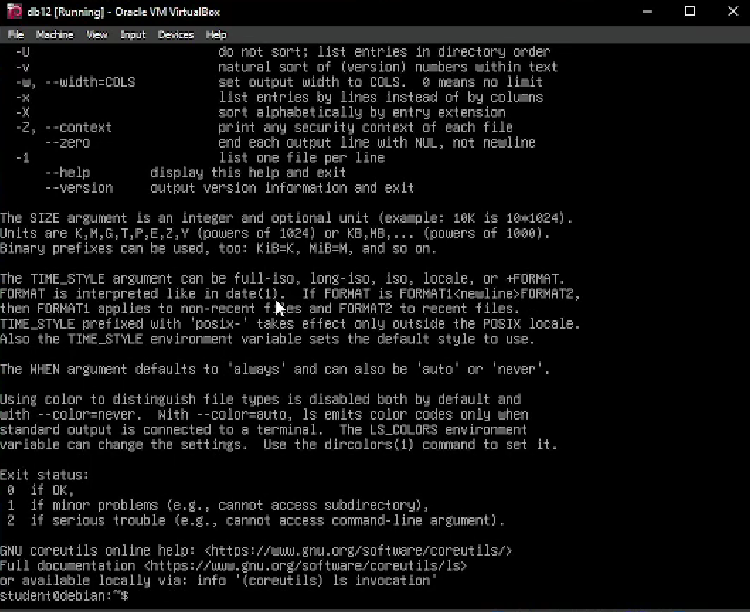 db12 [Running] - Oracle VM VirtualBox
File Machine View Input Devices Help
-U do not sort; list entries in directory order
-v natural sort of (version) numbers within text
-w, --width=COLS set output width to COLS. 0 means no limit
-x list entries by lines instead of by columns
-X sort alphabetically by entry extension
-Z, --context print any security context of each file
--zero end each output line with NUL, not newline
-1 list one file per line
--help display this help and exit
--version output version information and exit
The SIZE argument is an integer and optional unit (example: 10K is 10*1024).
Units are K,M,G,T,P,E,Z,Y (powers of 1024) or KB,MB,... (powers of 1000).
Binary prefixes can be used, too: KiB=K, MiB=M, and so on.
The TIME_STYLE argument can be full-iso, long-iso, iso, locale, or +FORMAT.
FORMAT is interpreted like in date(1). If FORMAT is FORMAT1<newline>FORMAT2,
then FORMAT1 applies to non-recent files and FORMAT2 to recent files.
TIME_STYLE prefixed with 'posix-' takes effect only outside the POSIX locale.
Also the TIME_STYLE environment variable sets the default style to use.
The WHEN argument defaults to 'always' and can also be 'auto' or 'never'.
Using color to distinguish file types is disabled both by default and
with --color=never. With --color=auto, ls emits color codes only when
standard output is connected to a terminal. The LS_COLORS environment
variable can change the settings. Use the dircolors(1) command to set it.
Exit status:
0 if OK,
1 if minor problems (e.g., cannot access subdirectory),
2 if serious trouble (e.g., cannot access command-line argument).
GNU coreutils online help: <https://www.gnu.org/software/coreutils/>
Full documentation <https://www.gnu.org/software/coreutils/ls>
or available locally via: info '(coreutils) ls invocation'
student@debian:~$